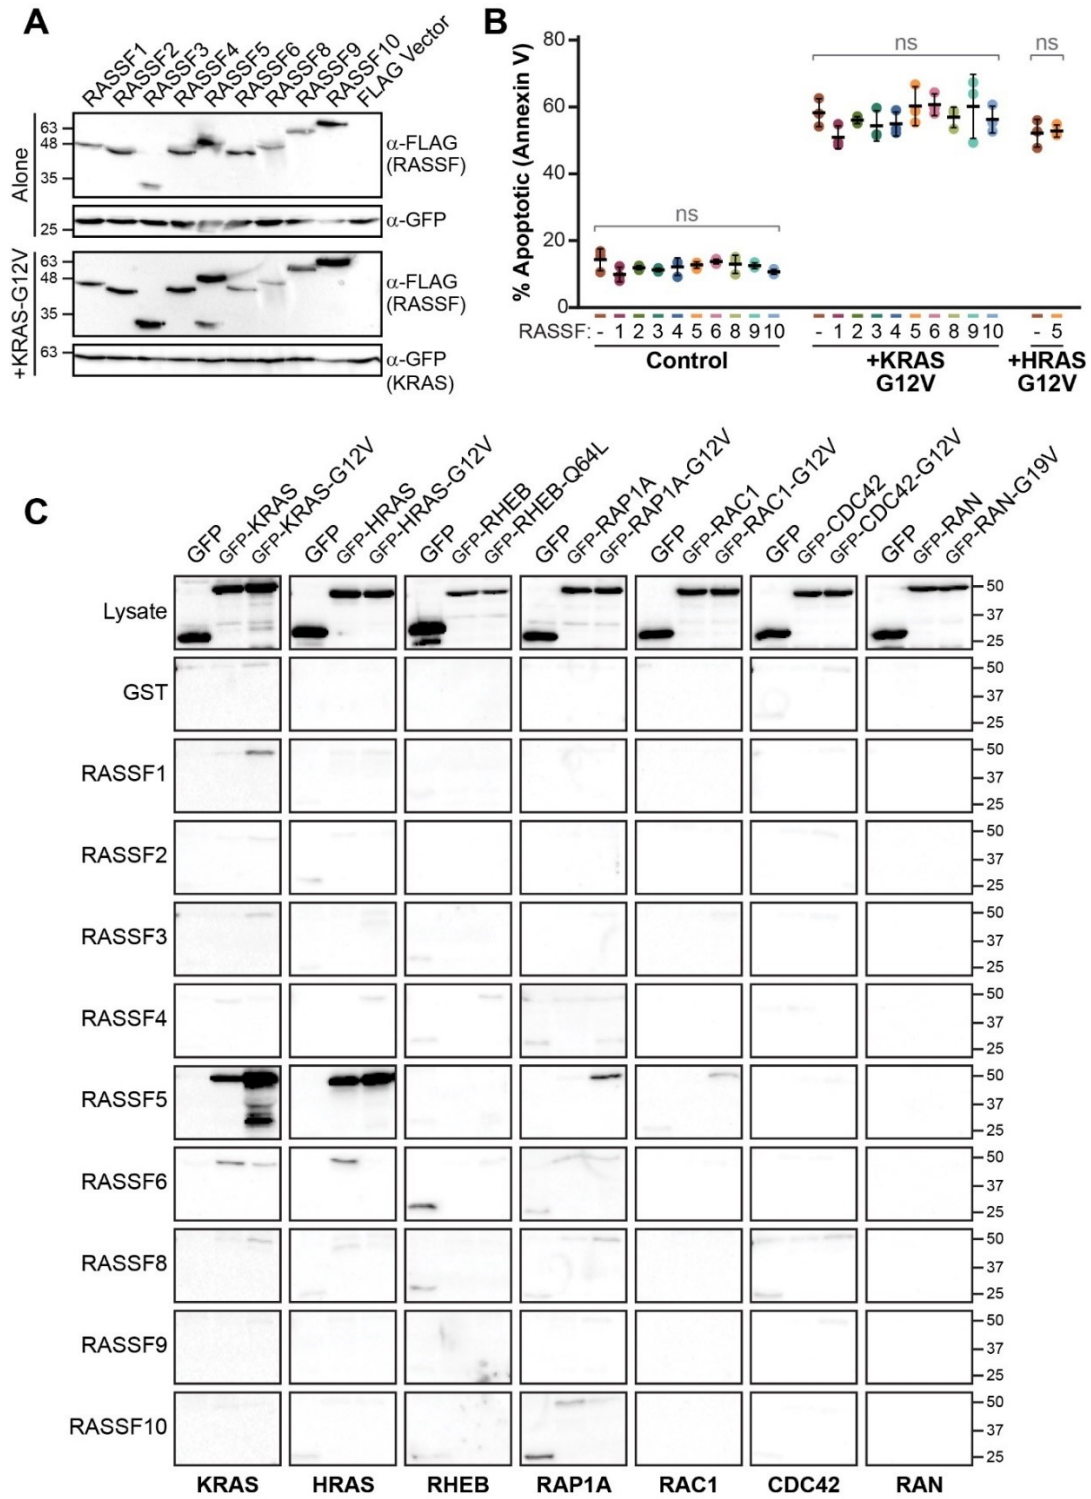 A
RASSF1
RASSF2
RASSF3
RASSF4
RASSF5
RASSF6
RASSF8
RASSF9
RASSF10
FLAG Vector
Alone
63
48
35
α-FLAG
(RASSF)
25
α-GFP
+KRAS-G12V
63
48
35
α-FLAG
(RASSF)
63
α-GFP
(KRAS)
B
% Apoptotic (Annexin V)
80
60
40
20
0
ns
ns
ns
RASSF: - 1 2 3 4 5 6 8 9 10 - 1 2 3 4 5 6 8 9 10 - 5
Control
+KRAS
G12V
+HRAS
G12V
C
GFP
GFP-KRAS
GFP-KRAS-G12V
GFP
GFP-HRAS
GFP-HRAS-G12V
GFP
GFP-RHEB
GFP-RHEB-Q64L
GFP
GFP-RAP1A
GFP-RAP1A-G12V
GFP
GFP-RAC1
GFP-RAC1-G12V
GFP
GFP-CDC42
GFP-CDC42-G12V
GFP
GFP-RAN
GFP-RAN-G19V
Lysate
50
37
25
GST
50
37
25
RASSF1
50
37
25
RASSF2
50
37
25
RASSF3
50
37
25
RASSF4
50
37
25
RASSF5
50
37
25
RASSF6
50
37
25
RASSF8
50
37
25
RASSF9
50
37
25
RASSF10
50
37
25
KRAS HRAS RHEB RAP1A RAC1 CDC42 RAN